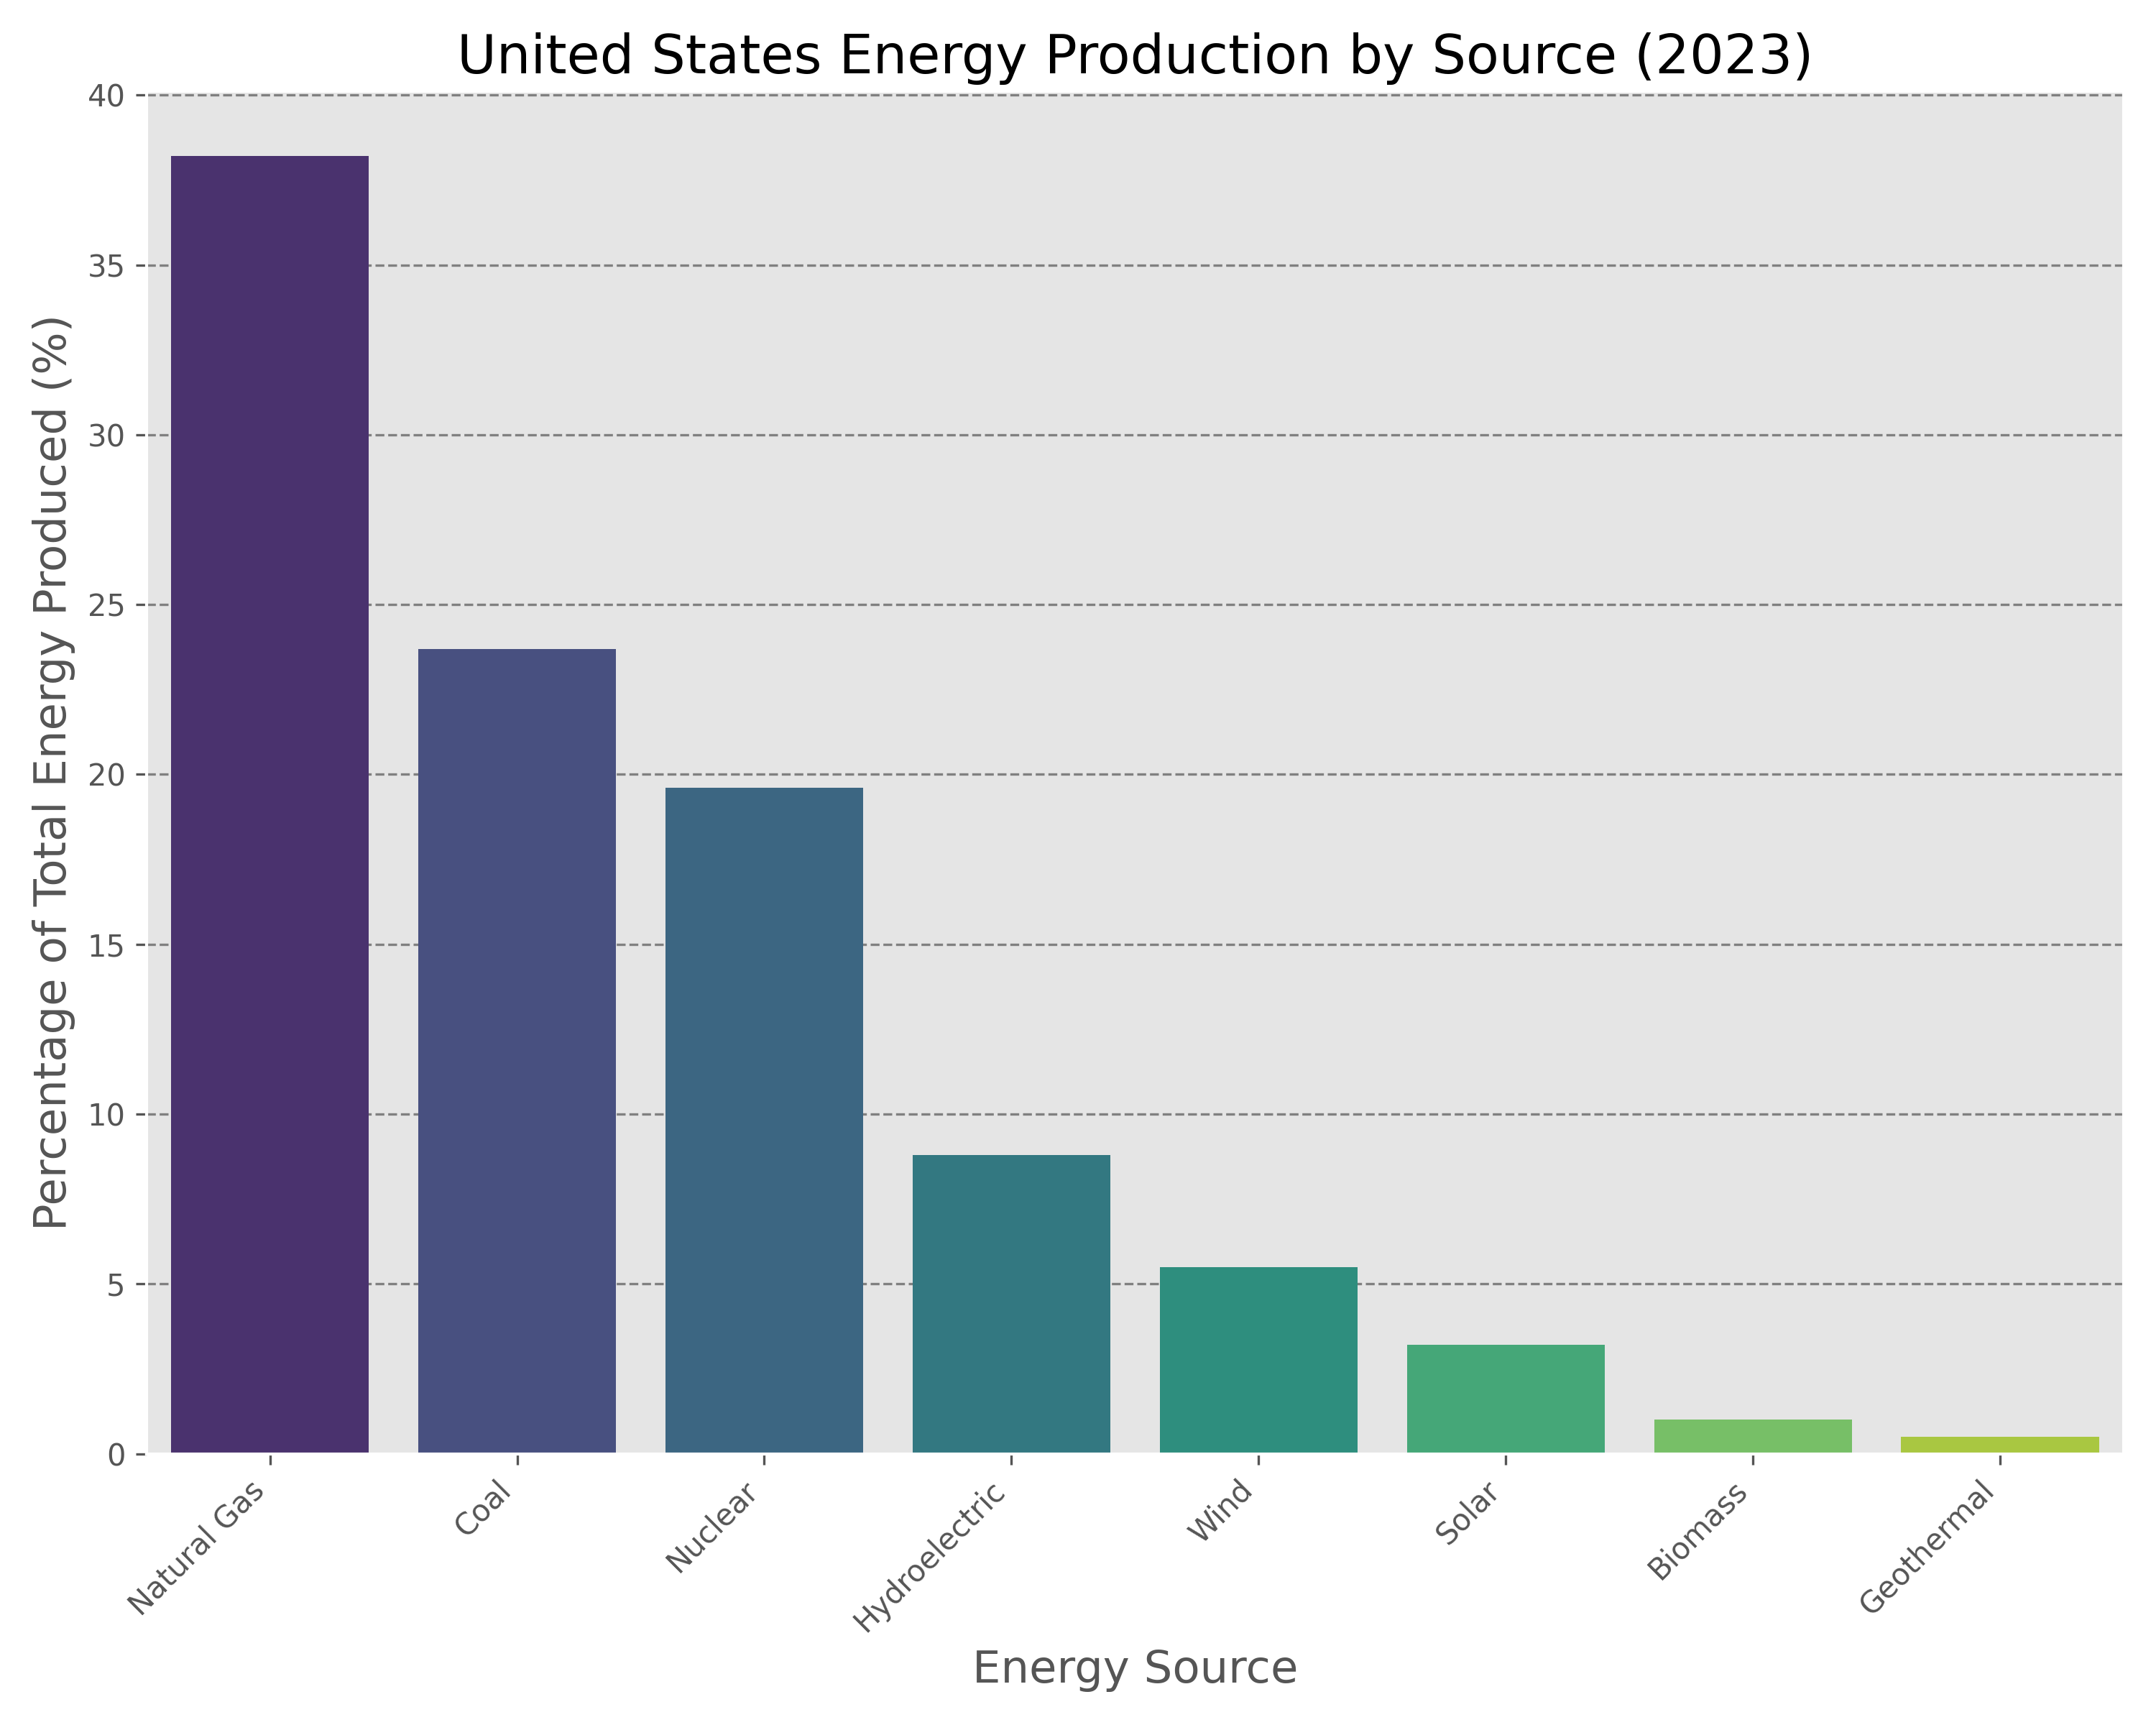 United States Energy Production by Source (2023)
Percentage of Total Energy Produced (%)
40
35
30
25
20
15
10
5
0
Natural Gas
Coal
Nuclear
Hydroelectric
Wind
Solar
Biomass
Geothermal
Energy Source